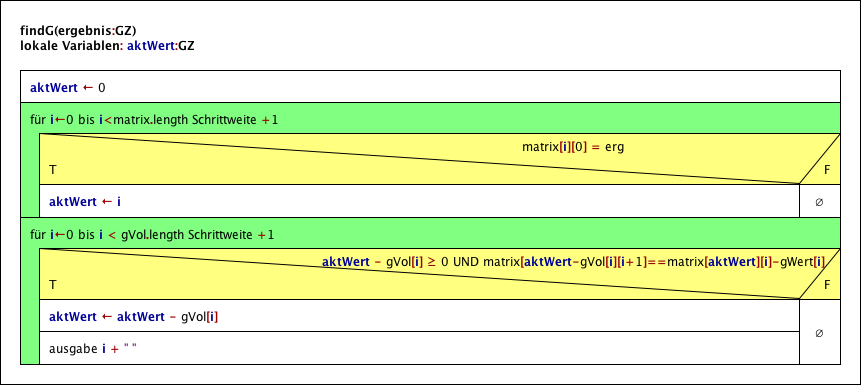 findG(ergebnis:GZ)
lokale Variablen: aktWert:GZ
aktWert ← 0
für i←0 bis i<matrix.length Schrittweite +1
matrix[i][0] = erg
T
F
aktWert ← i
∅
für i←0 bis i < gVol.length Schrittweite +1
aktWert - gVol[i] ≥ 0 UND matrix[aktWert-gVol[i][i+1]==matrix[aktWert][i]-gWert[i]
T
F
aktWert ← aktWert - gVol[i]
∅
ausgabe i + " "